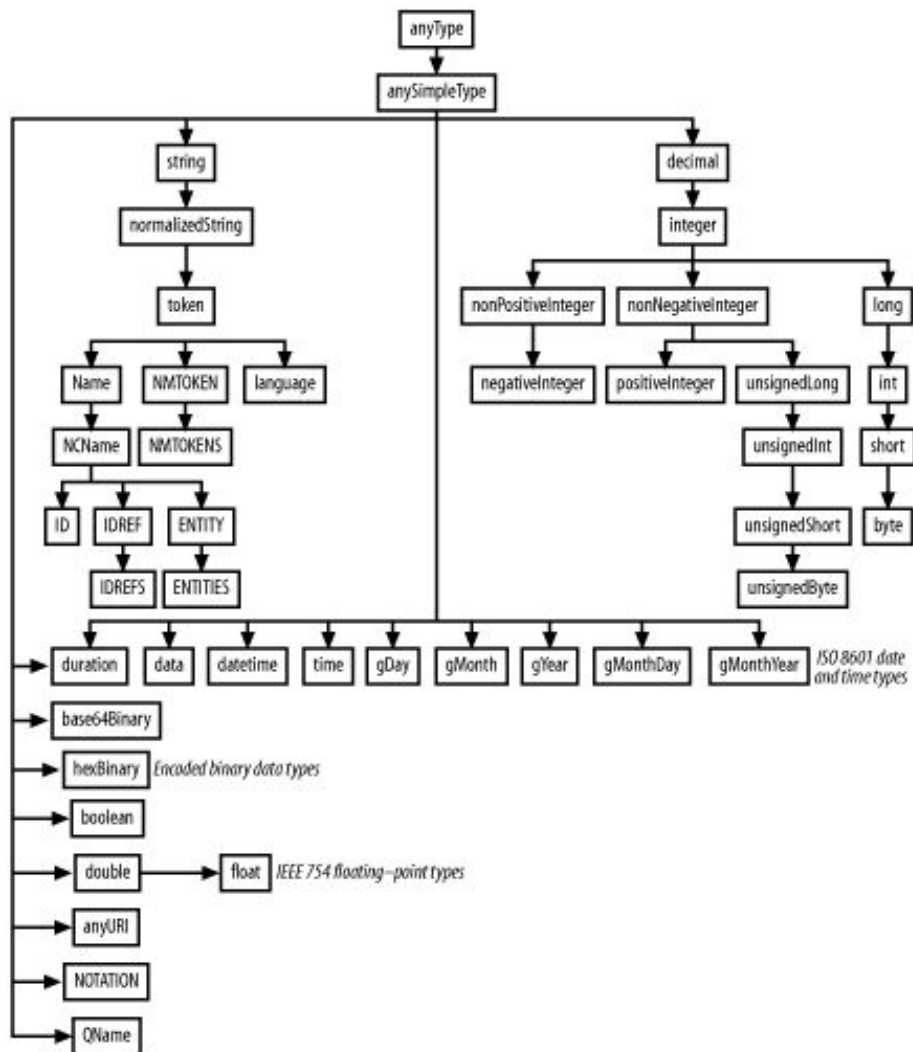 anyType
anySimpleType
string
decimal
normalizedString
integer
token
nonPositiveInteger
nonNegativeInteger
long
Name
NMTOKEN
language
negativeInteger
positiveInteger
unsignedLong
int
NCName
NMTOKENS
unsignedInt
short
ID
IDREF
ENTITY
unsignedShort
byte
IDREFS
ENTITIES
unsignedByte
duration
data
datetime
time
gDay
gMonth
gYear
gMonthDay
gMonthYear
ISO 8601 date
and time types
base64Binary
hexBinary
Encoded binary data types
boolean
double
float
IEEE 754 floating–point types
anyURI
NOTATION
QName